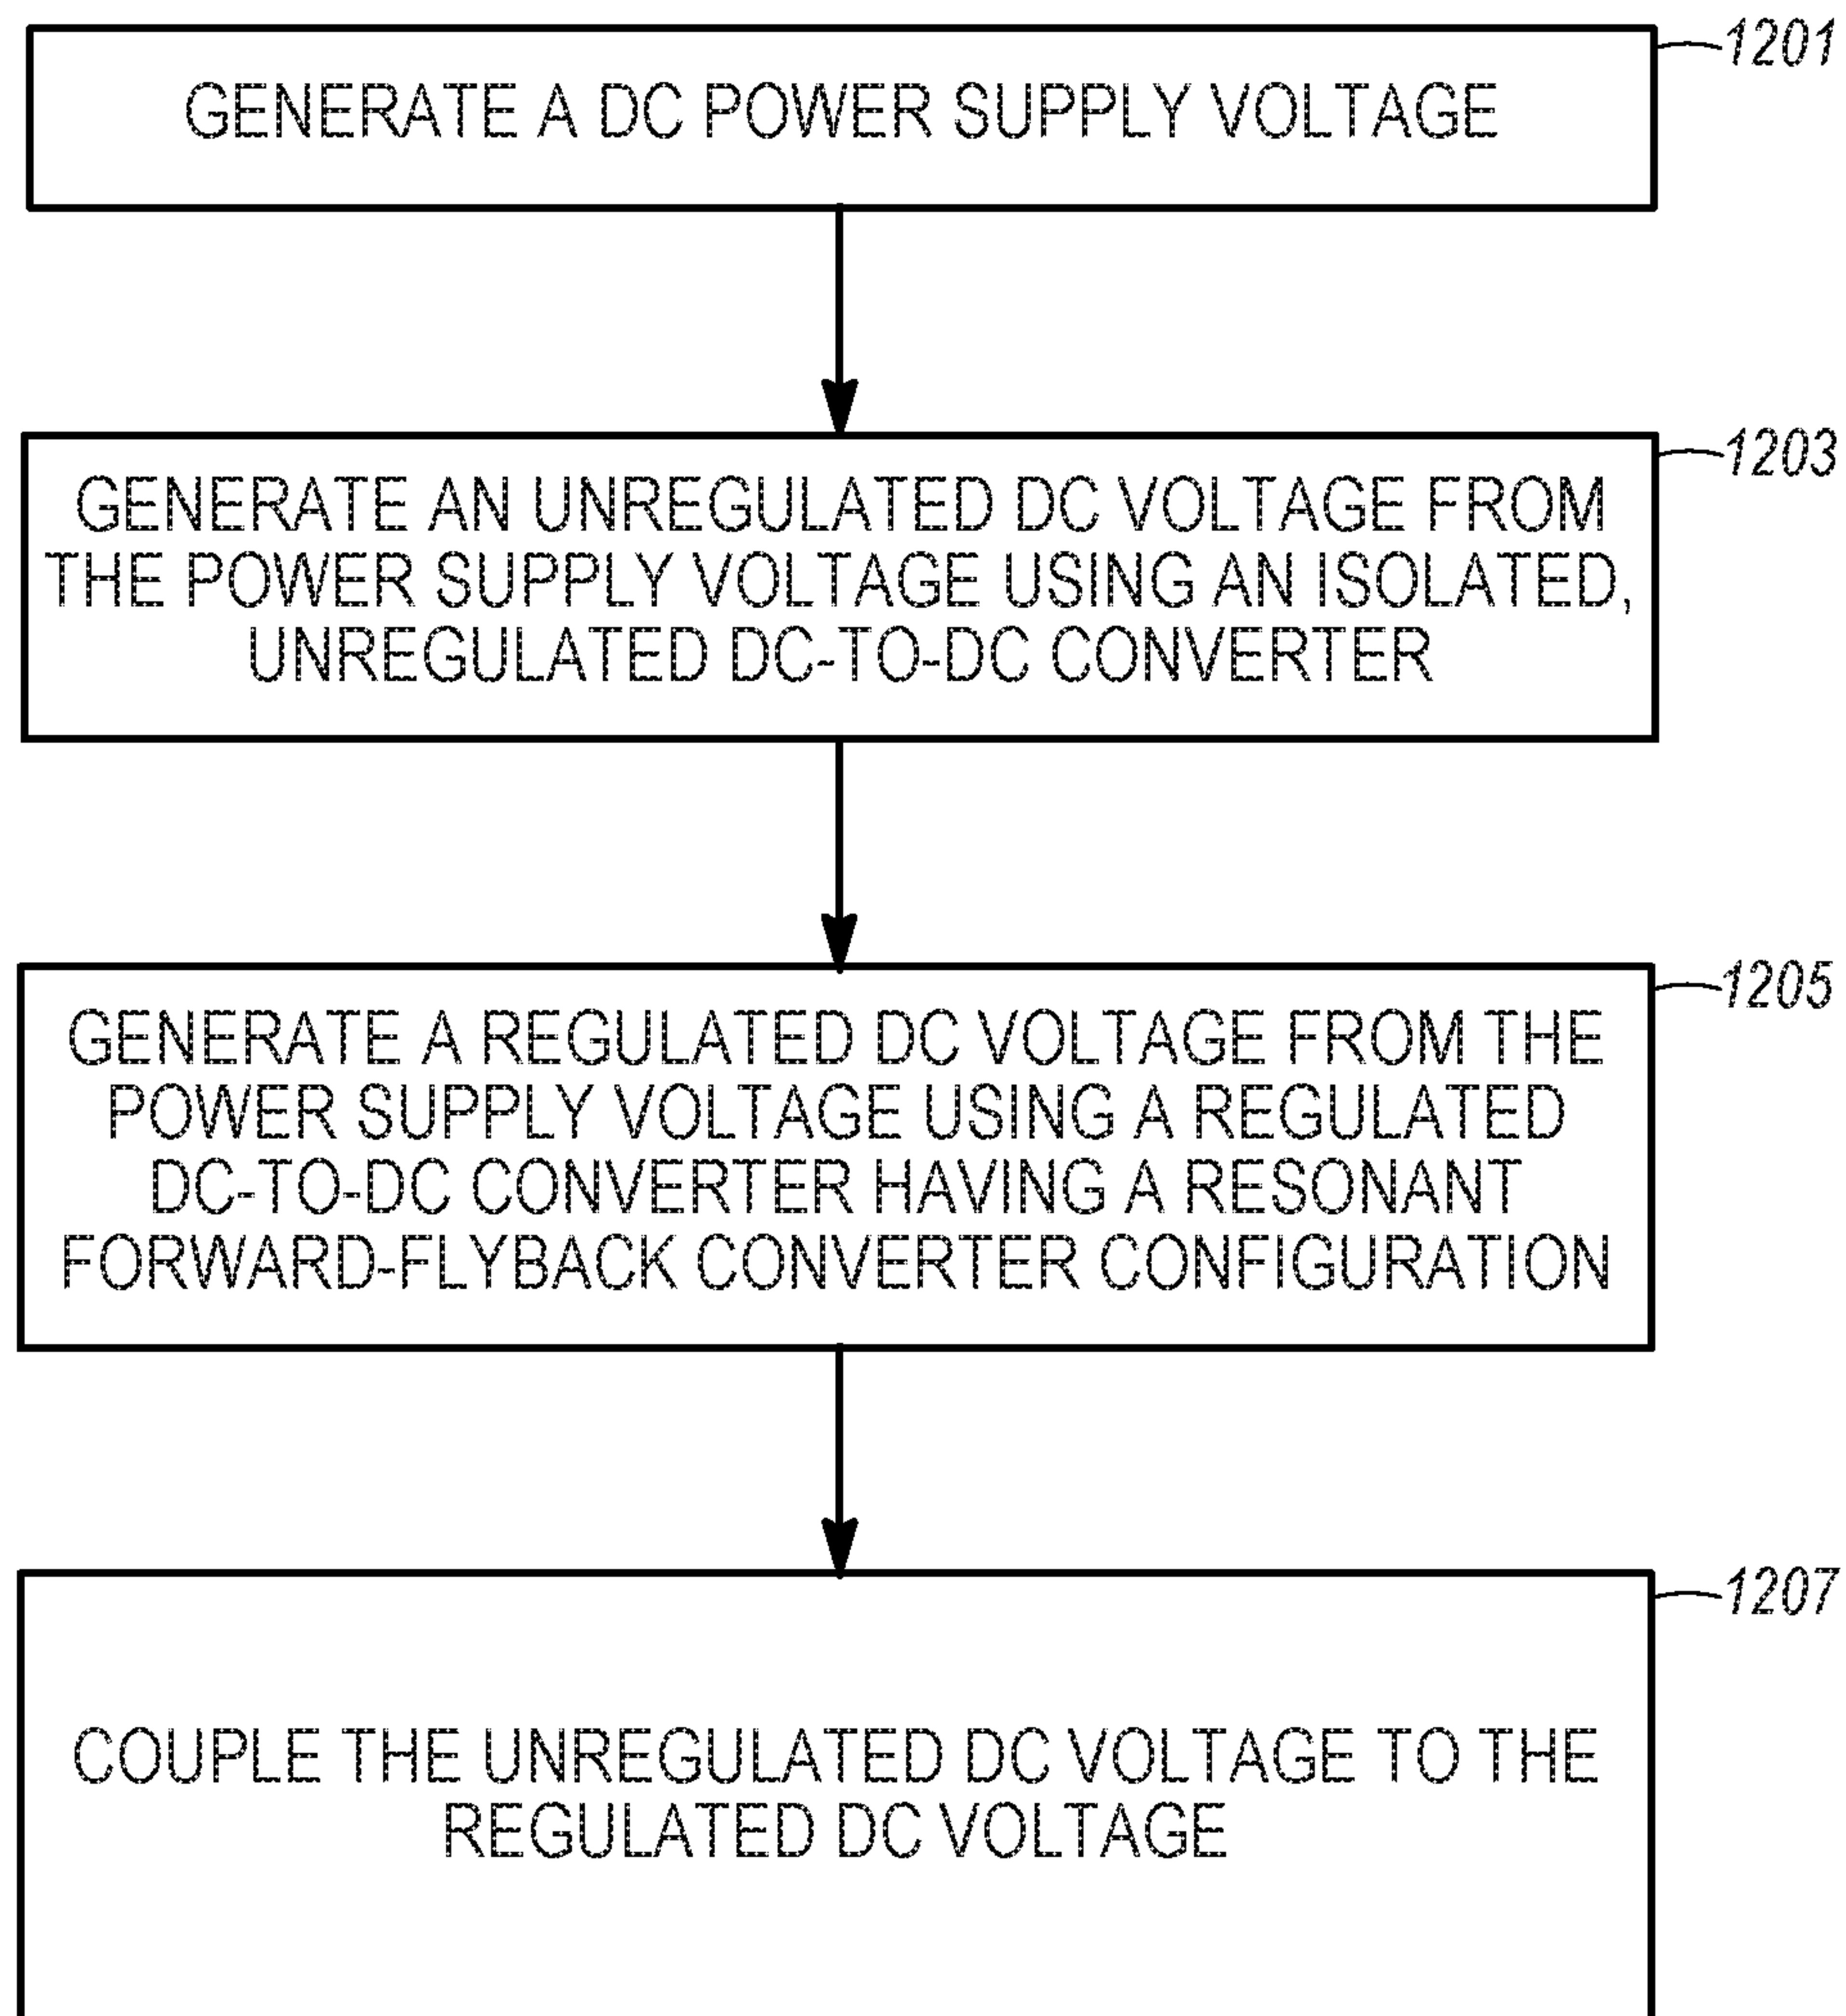 1201
GENERATE A DC POWER SUPPLY VOLTAGE
1203
GENERATE AN UNREGULATED DC VOLTAGE FROM
THE POWER SUPPLY VOLTAGE USING AN ISOLATED,
UNREGULATED DC-TO-DC CONVERTER
1205
GENERATE A REGULATED DC VOLTAGE FROM THE
POWER SUPPLY VOLTAGE USING A REGULATED
DC-TO-DC CONVERTER HAVING A RESONANT
FORWARD-FLYBACK CONVERTER CONFIGURATION
1207
COUPLE THE UNREGULATED DC VOLTAGE TO THE
REGULATED DC VOLTAGE